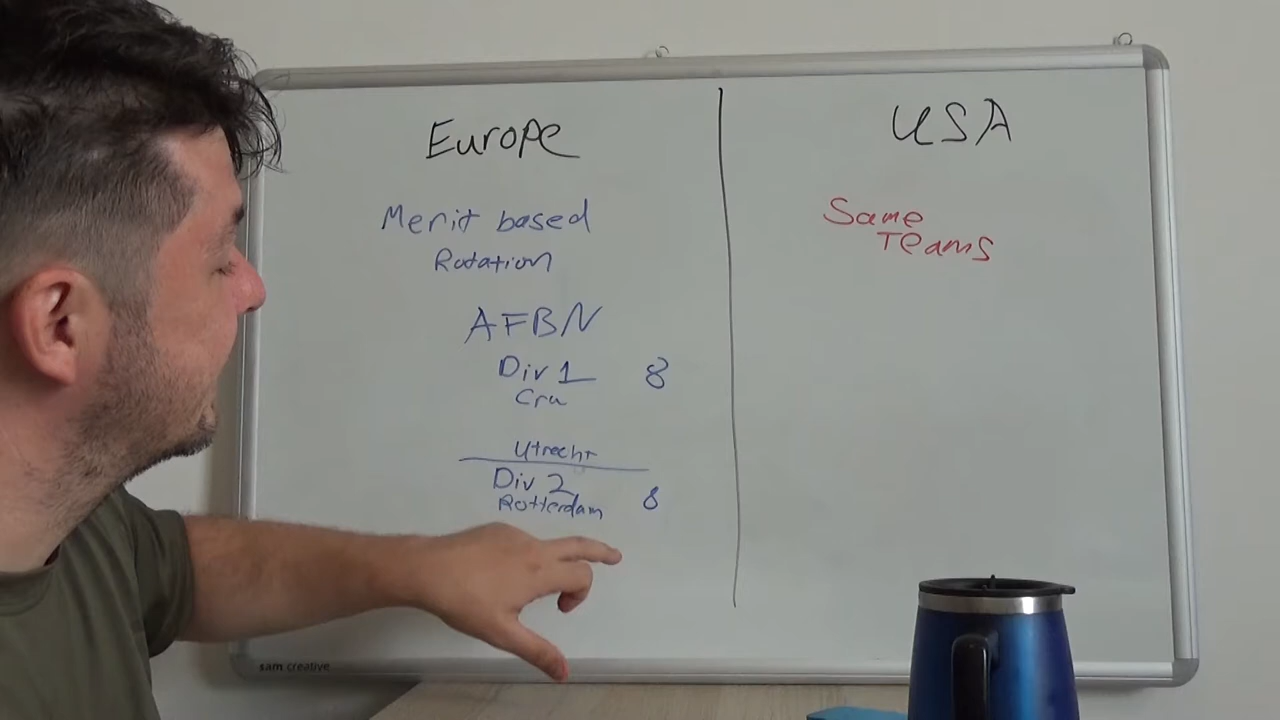 Europe
Merit based
Rotation
AFBN
Div 1 8
Cru
Utrecht
Div 2
Rotterdam 8
USA
Same
Teams
sam creative